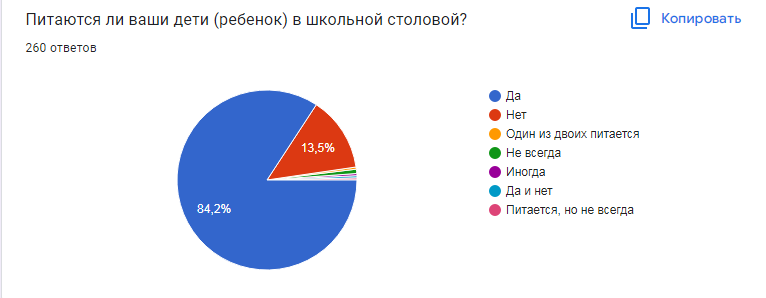 Питаются ли ваши дети (ребенок) в школьной столовой?
Копировать
260 ответов
Да
Нет
Один из двоих питается
Не всегда
Иногда
Да и нет
Питается, но не всегда
13,5%
84,2%